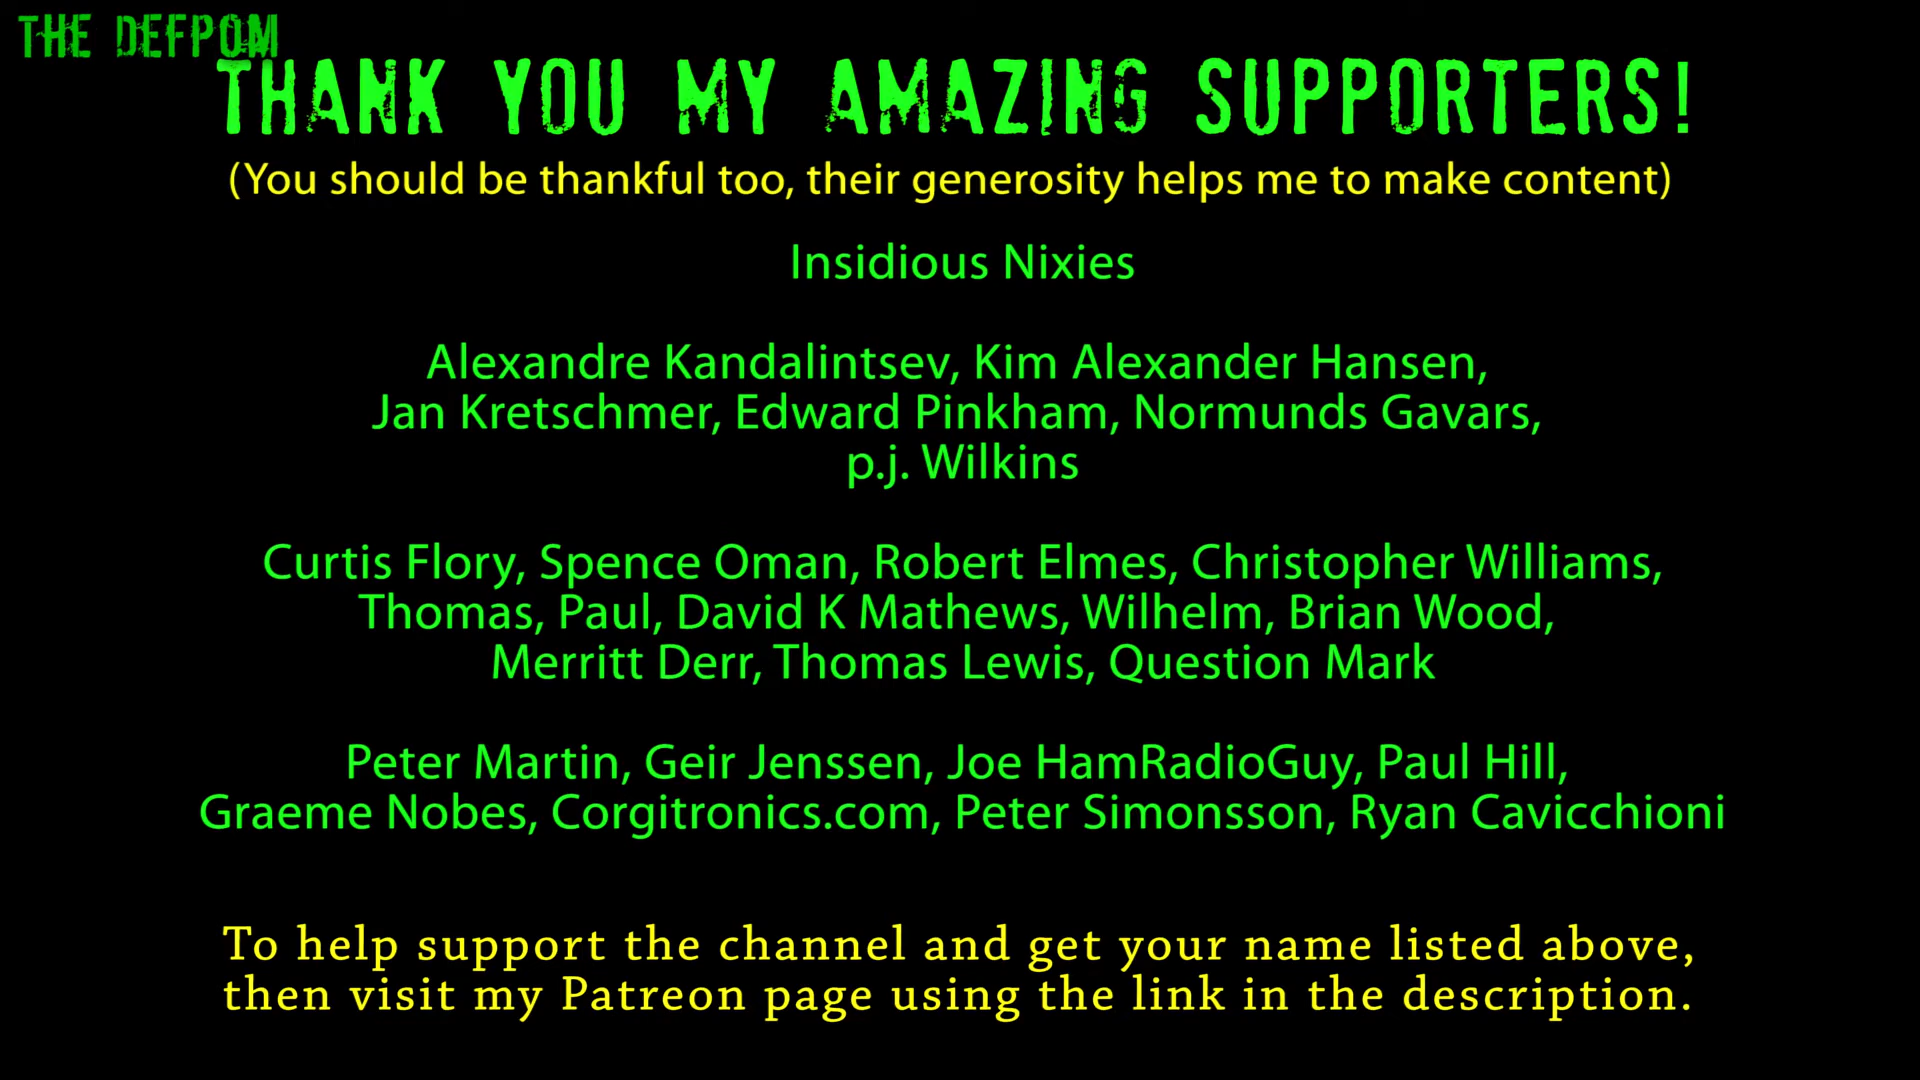 THE DEFPOM
THANK YOU MY AMAZING SUPPORTERS!
(You should be thankful too, their generosity helps me to make content)
Insidious Nixies
Alexandre Kandalintsev, Kim Alexander Hansen,
Jan Kretschmer, Edward Pinkham, Normunds Gavars,
p.j. Wilkins
Curtis Flory, Spence Oman, Robert Elmes, Christopher Williams,
Thomas, Paul, David K Mathews, Wilhelm, Brian Wood,
Merritt Derr, Thomas Lewis, Question Mark
Peter Martin, Geir Jenssen, Joe HamRadioGuy, Paul Hill,
Graeme Nobes, Corgitronics.com, Peter Simonsson, Ryan Cavicchioni
To help support the channel and get your name listed above,
then visit my Patreon page using the link in the description.